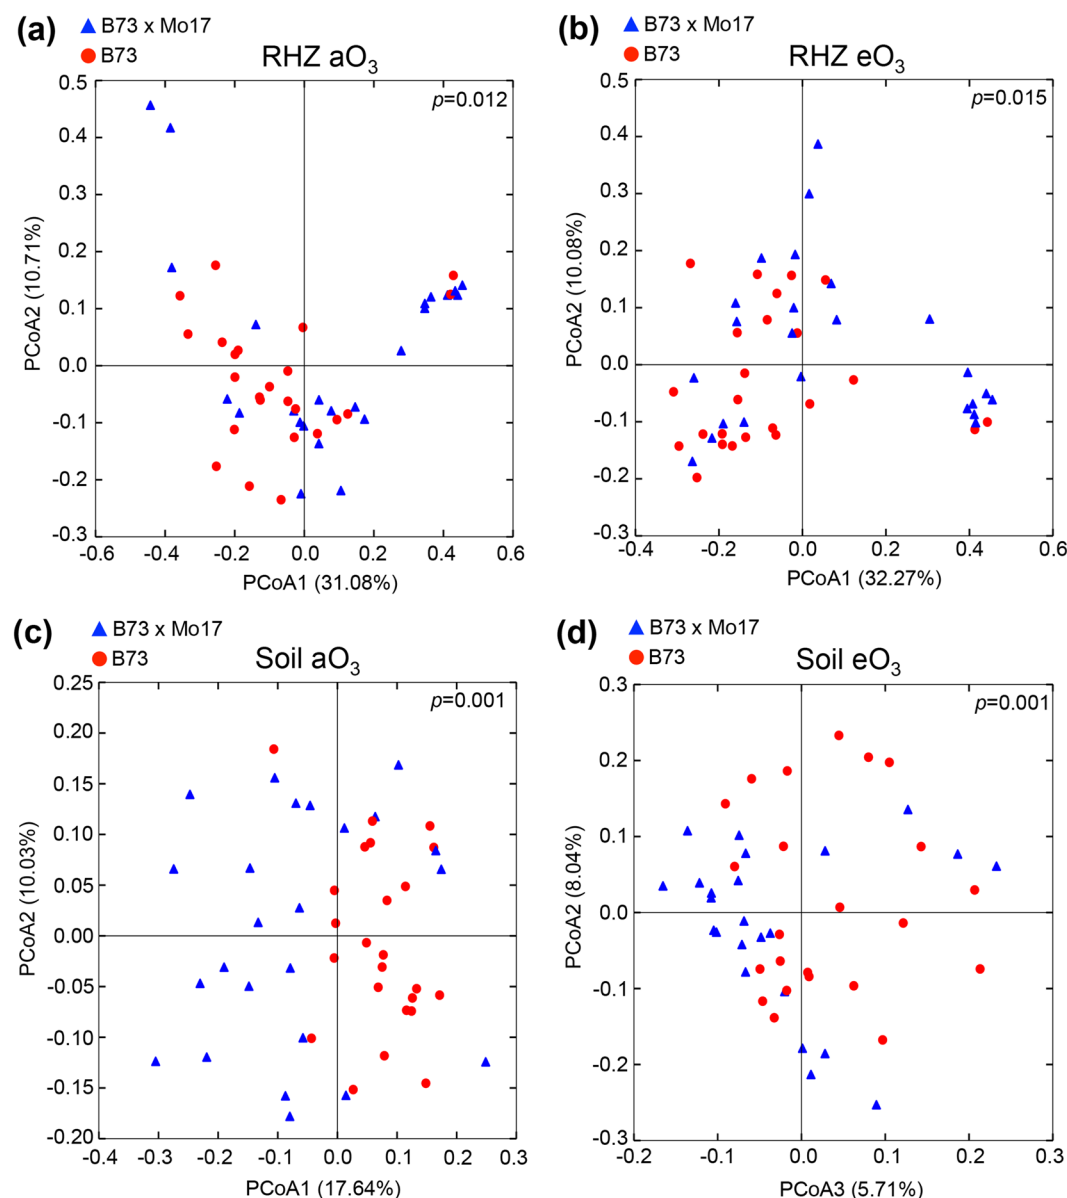 (a)
B73 x Mo17
B73
RHZ aO3
p=0.012
0.5
0.4
0.3
0.2
0.1
0.0
-0.1
-0.2
-0.3
PCoA2 (10.71%)
-0.6 -0.4 -0.2 0.0 0.2 0.4 0.6
PCoA1 (31.08%)
(b)
B73 x Mo17
B73
RHZ eO3
p=0.015
0.5
0.4
0.3
0.2
0.1
0.0
-0.1
-0.2
-0.3
PCoA2 (10.08%)
-0.4 -0.2 0.0 0.2 0.4 0.6
PCoA1 (32.27%)
(c)
B73 x Mo17
B73
Soil aO3
p=0.001
0.25
0.20
0.15
0.10
0.05
0.00
-0.05
-0.10
-0.15
-0.20
PCoA2 (10.03%)
-0.4 -0.3 -0.2 -0.1 0.0 0.1 0.2 0.3
PCoA1 (17.64%)
(d)
B73 x Mo17
B73
Soil eO3
p=0.001
0.3
0.2
0.1
0.0
-0.1
-0.2
-0.3
PCoA2 (8.04%)
-0.2 -0.1 0.0 0.1 0.2 0.3
PCoA3 (5.71%)